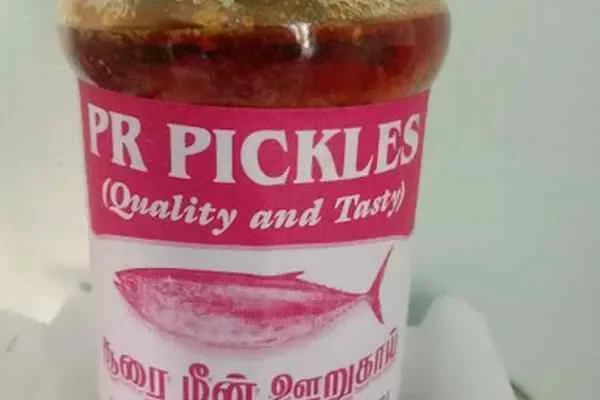 PR PICKLES
(Quality and Tasty)
சூரை மீன் ஊறுகாய்